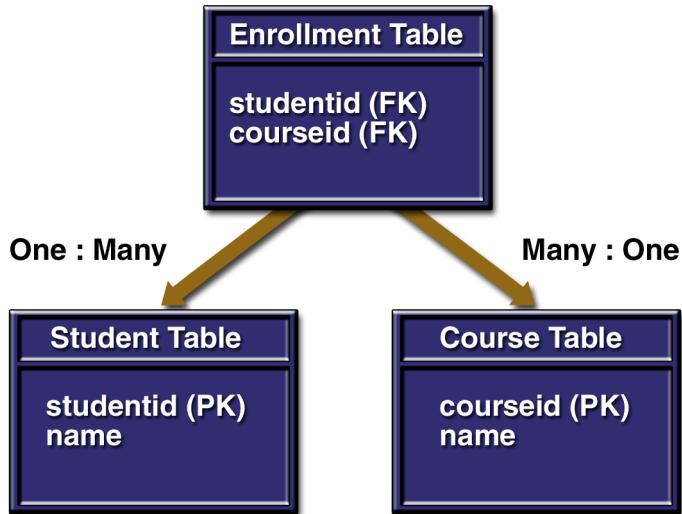 Enrollment Table
studentid (FK)
courseid (FK)
One : Many
Many : One
Student Table
studentid (PK)
name
Course Table
courseid (PK)
name